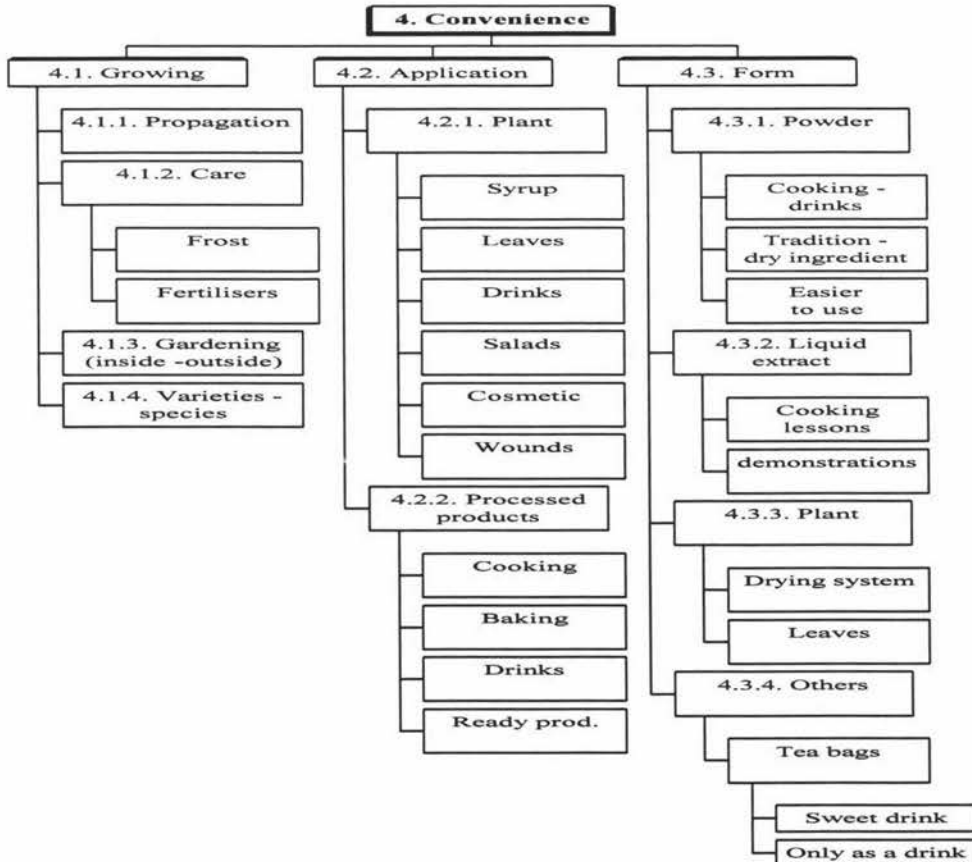 4. Convenience
4.1. Growing
4.1.1. Propagation
4.1.2. Care
Frost
Fertilisers
4.1.3. Gardening
(inside -outside)
4.1.4. Varieties -
species
4.2. Application
4.2.1. Plant
Syrup
Leaves
Drinks
Salads
Cosmetic
Wounds
4.2.2. Processed
products
Cooking
Baking
Drinks
Ready prod.
4.3. Form
4.3.1. Powder
Cooking -
drinks
Tradition -
dry ingredient
Easier
to use
4.3.2. Liquid
extract
Cooking
lessons
demonstrations
4.3.3. Plant
Drying system
Leaves
4.3.4. Others
Tea bags
Sweet drink
Only as a drink